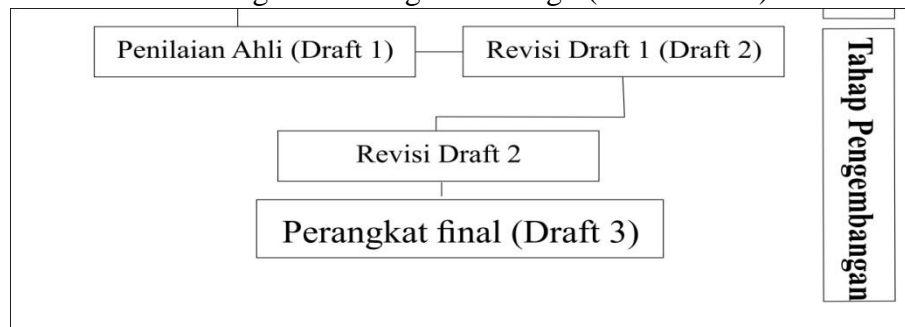 Penilaian Ahli (Draft 1)
Revisi Draft 1 (Draft 2)
Revisi Draft 2
Perangkat final (Draft 3)
Tahap Pengembangan